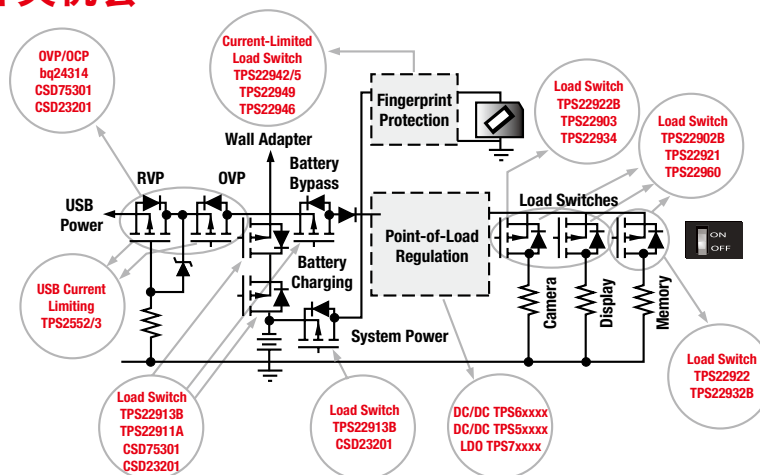 OVP/OCP
bq24314
CSD75301
CSD23201
Current-Limited
Load Switch
TPS22942/5
TPS22949
TPS22946
Fingerprint
Protection
Load Switch
TPS22922B
TPS22903
TPS22934
Load Switch
TPS22902B
TPS22921
TPS22960
Wall Adapter
RVP
OVP
Battery
Bypass
USB
Power
Point-of-Load
Regulation
Load Switches
ON
OFF
Battery
Charging
USB Current
Limiting
TPS2552/3
System Power
Camera
Display
Memory
Load Switch
TPS22913B
TPS22911A
CSD75301
CSD23201
Load Switch
TPS22913B
CSD23201
DC/DC TPS6xxxx
DC/DC TPS5xxxx
LDO TPS7xxxx
Load Switch
TPS22922
TPS22932B